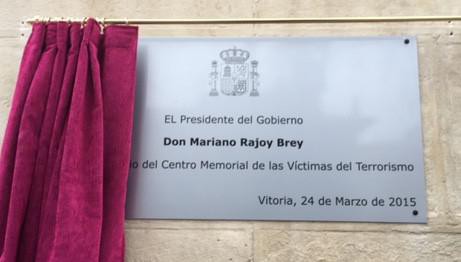 EL Presidente del Gobierno
Don Mariano Rajoy Brey
del Centro Memorial de las Víctimas del Terrorismo
Vitoria, 24 de Marzo de 2015